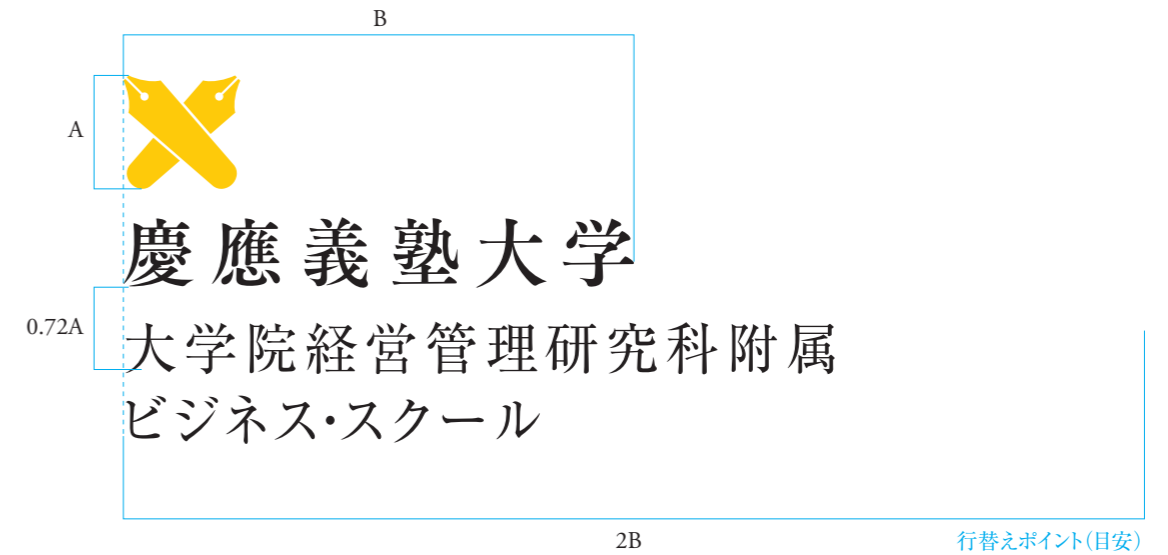 B
A
慶應義塾大学
0.72A
大学院経営管理研究科附属
ビジネス・スクール
2B
行替えポイント（目安）